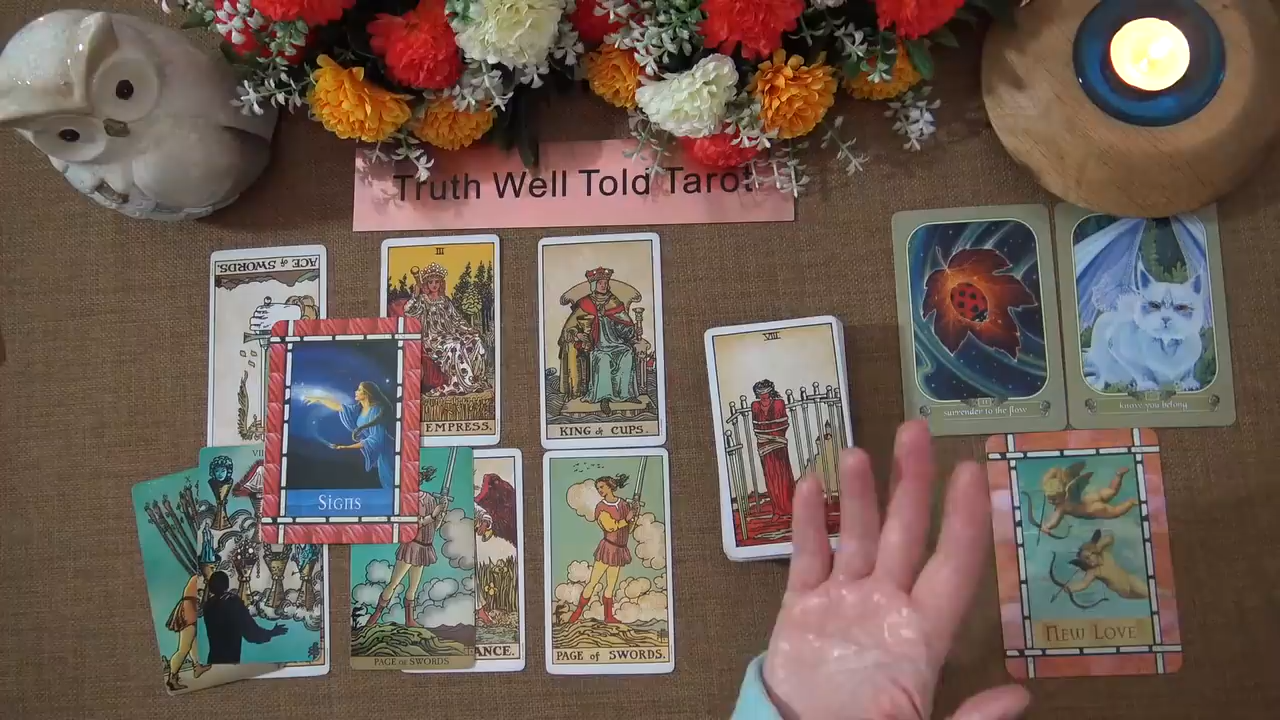 Truth Well Told Tarot
ACE of SWORDS.
III
EMPRESS.
KING of CUPS.
VIII
surrender to the flow
know you belong
Signs
VII
ANCE.
PAGE of SWORDS
PAGE of SWORDS.
New Love